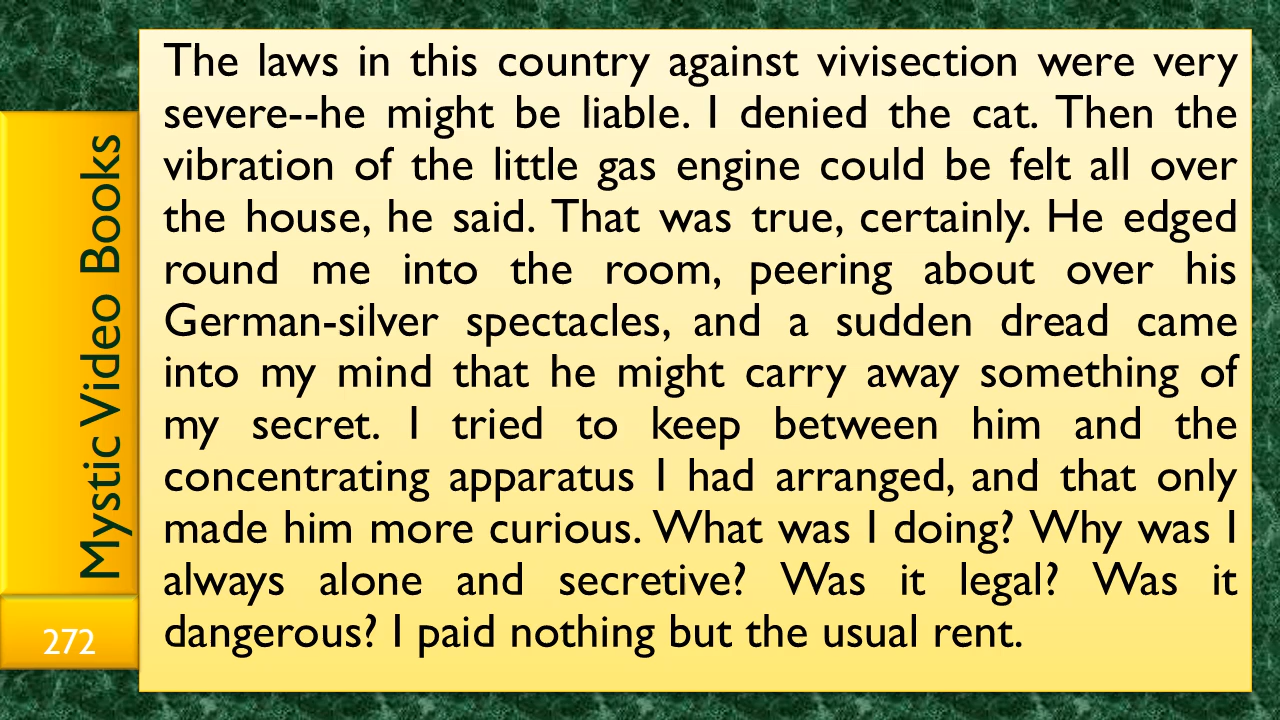 The laws in this country against vivisection were very
severe--he might be liable. I denied the cat. Then the
vibration of the little gas engine could be felt all over
the house, he said. That was true, certainly. He edged
round me into the room, peering about over his
German-silver spectacles, and a sudden dread came
into my mind that he might carry away something of
my secret. I tried to keep between him and the
concentrating apparatus I had arranged, and that only
made him more curious. What was I doing? Why was I
always alone and secretive? Was it legal? Was it
dangerous? I paid nothing but the usual rent.
Mystic Video Books
272